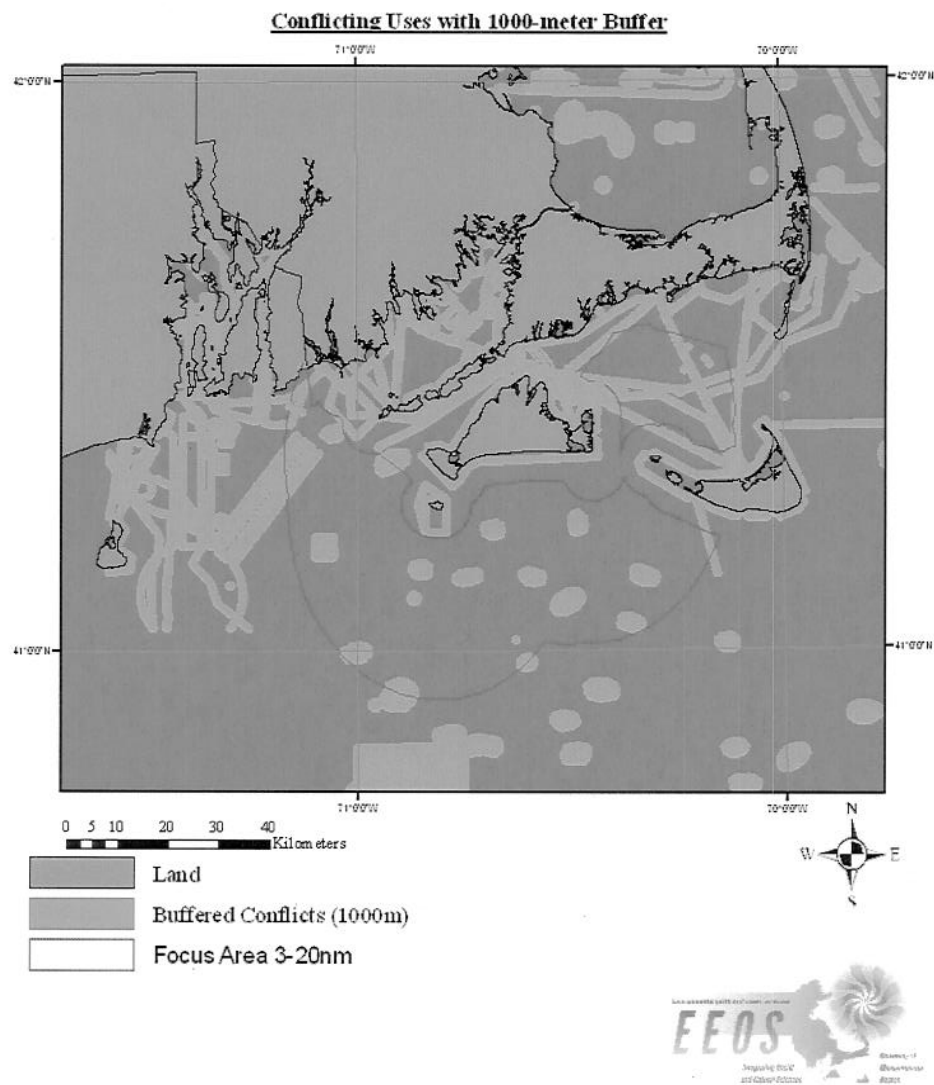 Conflicting Uses with 1000-meter Buffer
71°0'0"W 70°0'0"W
42°0'0"N 42°0'0"N
41°0'0"N 41°0'0"N
71°0'0"W 70°0'0"W
0 5 10 20 30 40
Kilometers
N
W E
S
Land
Buffered Conflicts (1000m)
Focus Area 3-20nm
EEOS